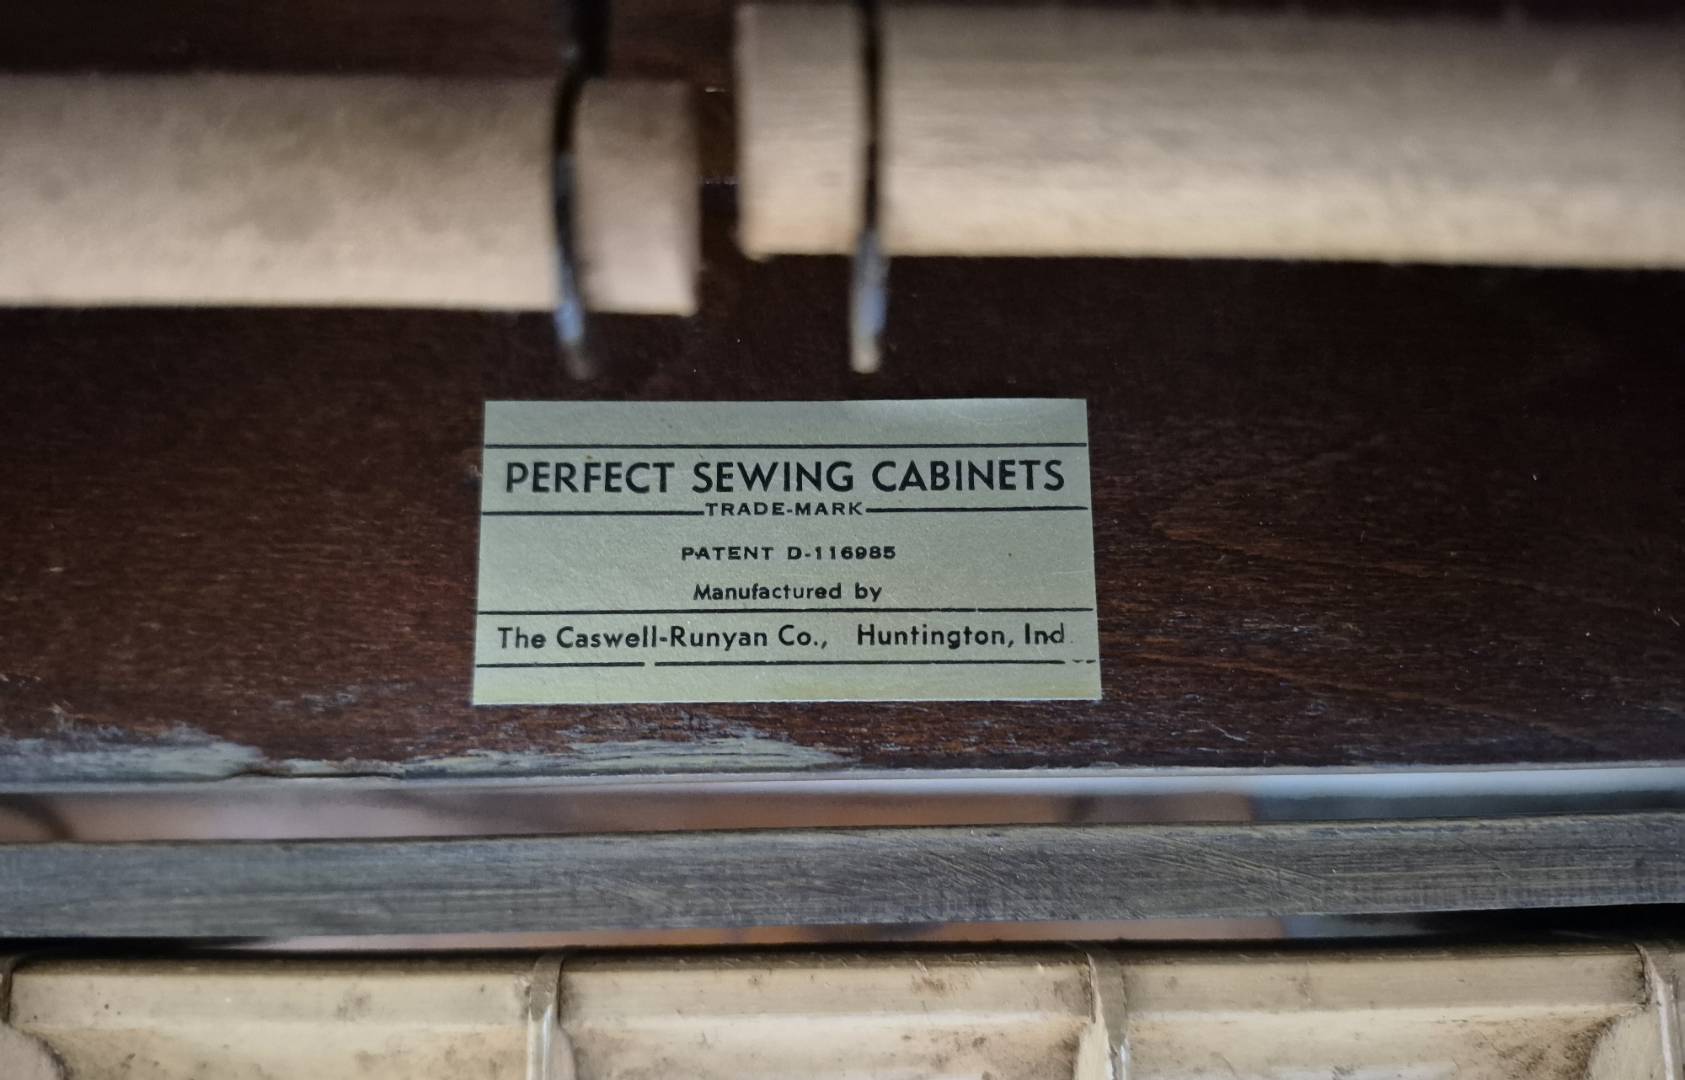 PERFECT SEWING CABINETS
TRADE-MARK
PATENT D-116985
Manufactured by
The Caswell-Runyan Co., Huntington, Ind.